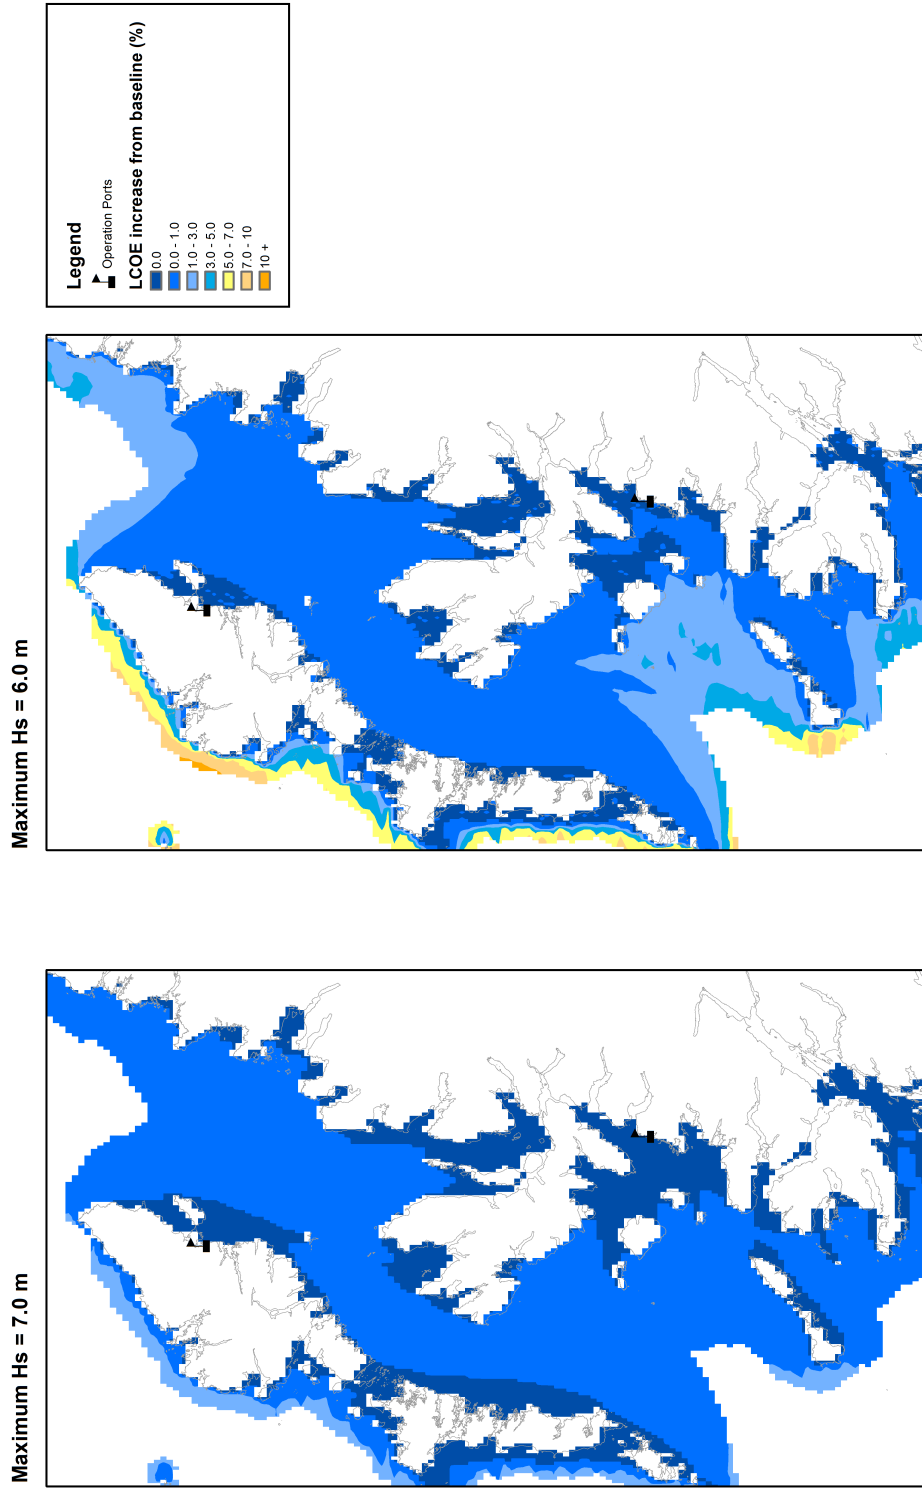 Maximum Hs = 7.0 m
Maximum Hs = 6.0 m
Legend
Operation Ports
LCOE increase from baseline (%)
0.0
0.0 - 1.0
1.0 - 3.0
3.0 - 5.0
5.0 - 7.0
7.0 - 10
10 +